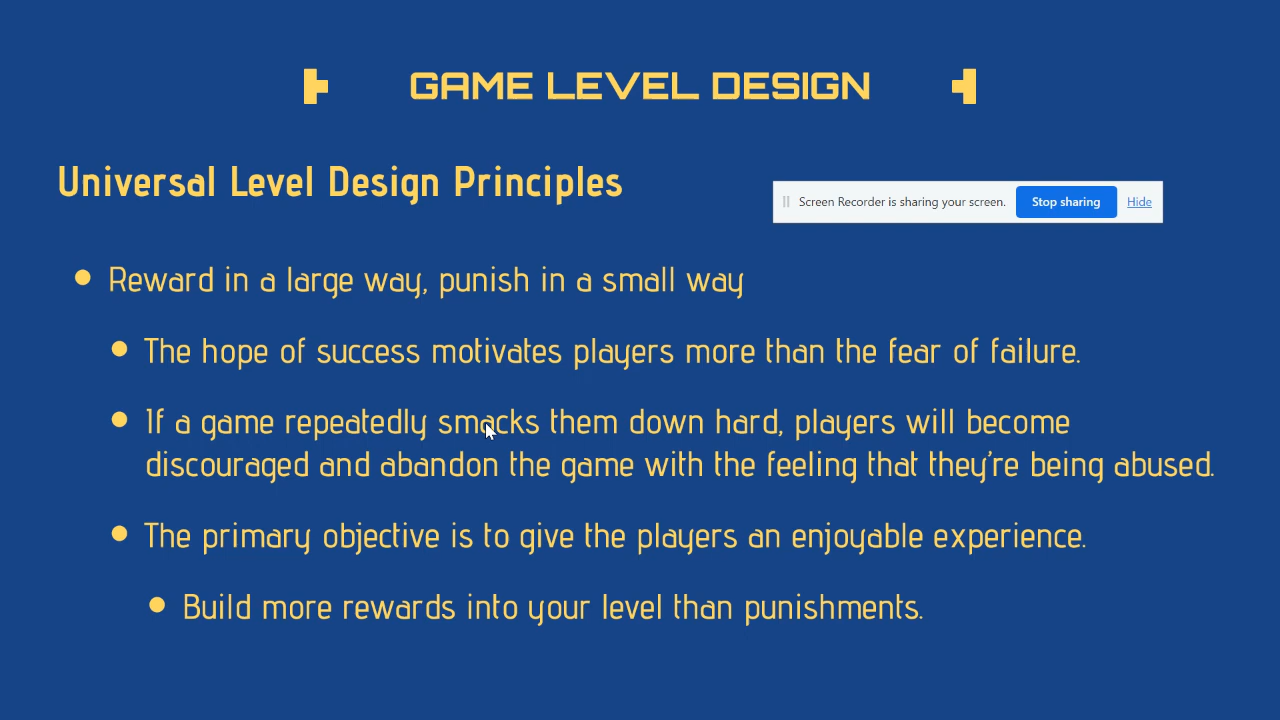 GAME LEVEL DESIGN
Universal Level Design Principles
Screen Recorder is sharing your screen. Stop sharing Hide
Reward in a large way, punish in a small way
The hope of success motivates players more than the fear of failure.
If a game repeatedly smacks them down hard, players will become
discouraged and abandon the game with the feeling that they're being abused.
The primary objective is to give the players an enjoyable experience.
Build more rewards into your level than punishments.